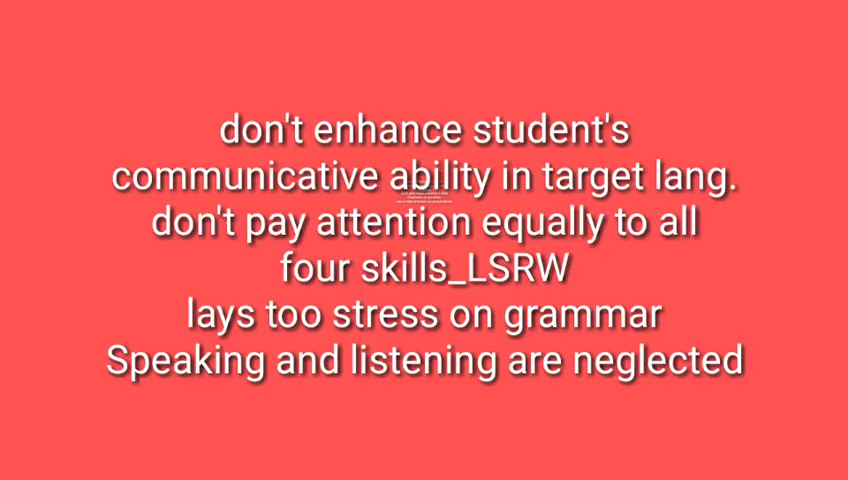 don't enhance student's
communicative ability in target lang.
don't pay attention equally to all
four skills_LSRW
lays too stress on grammar
Speaking and listening are neglected